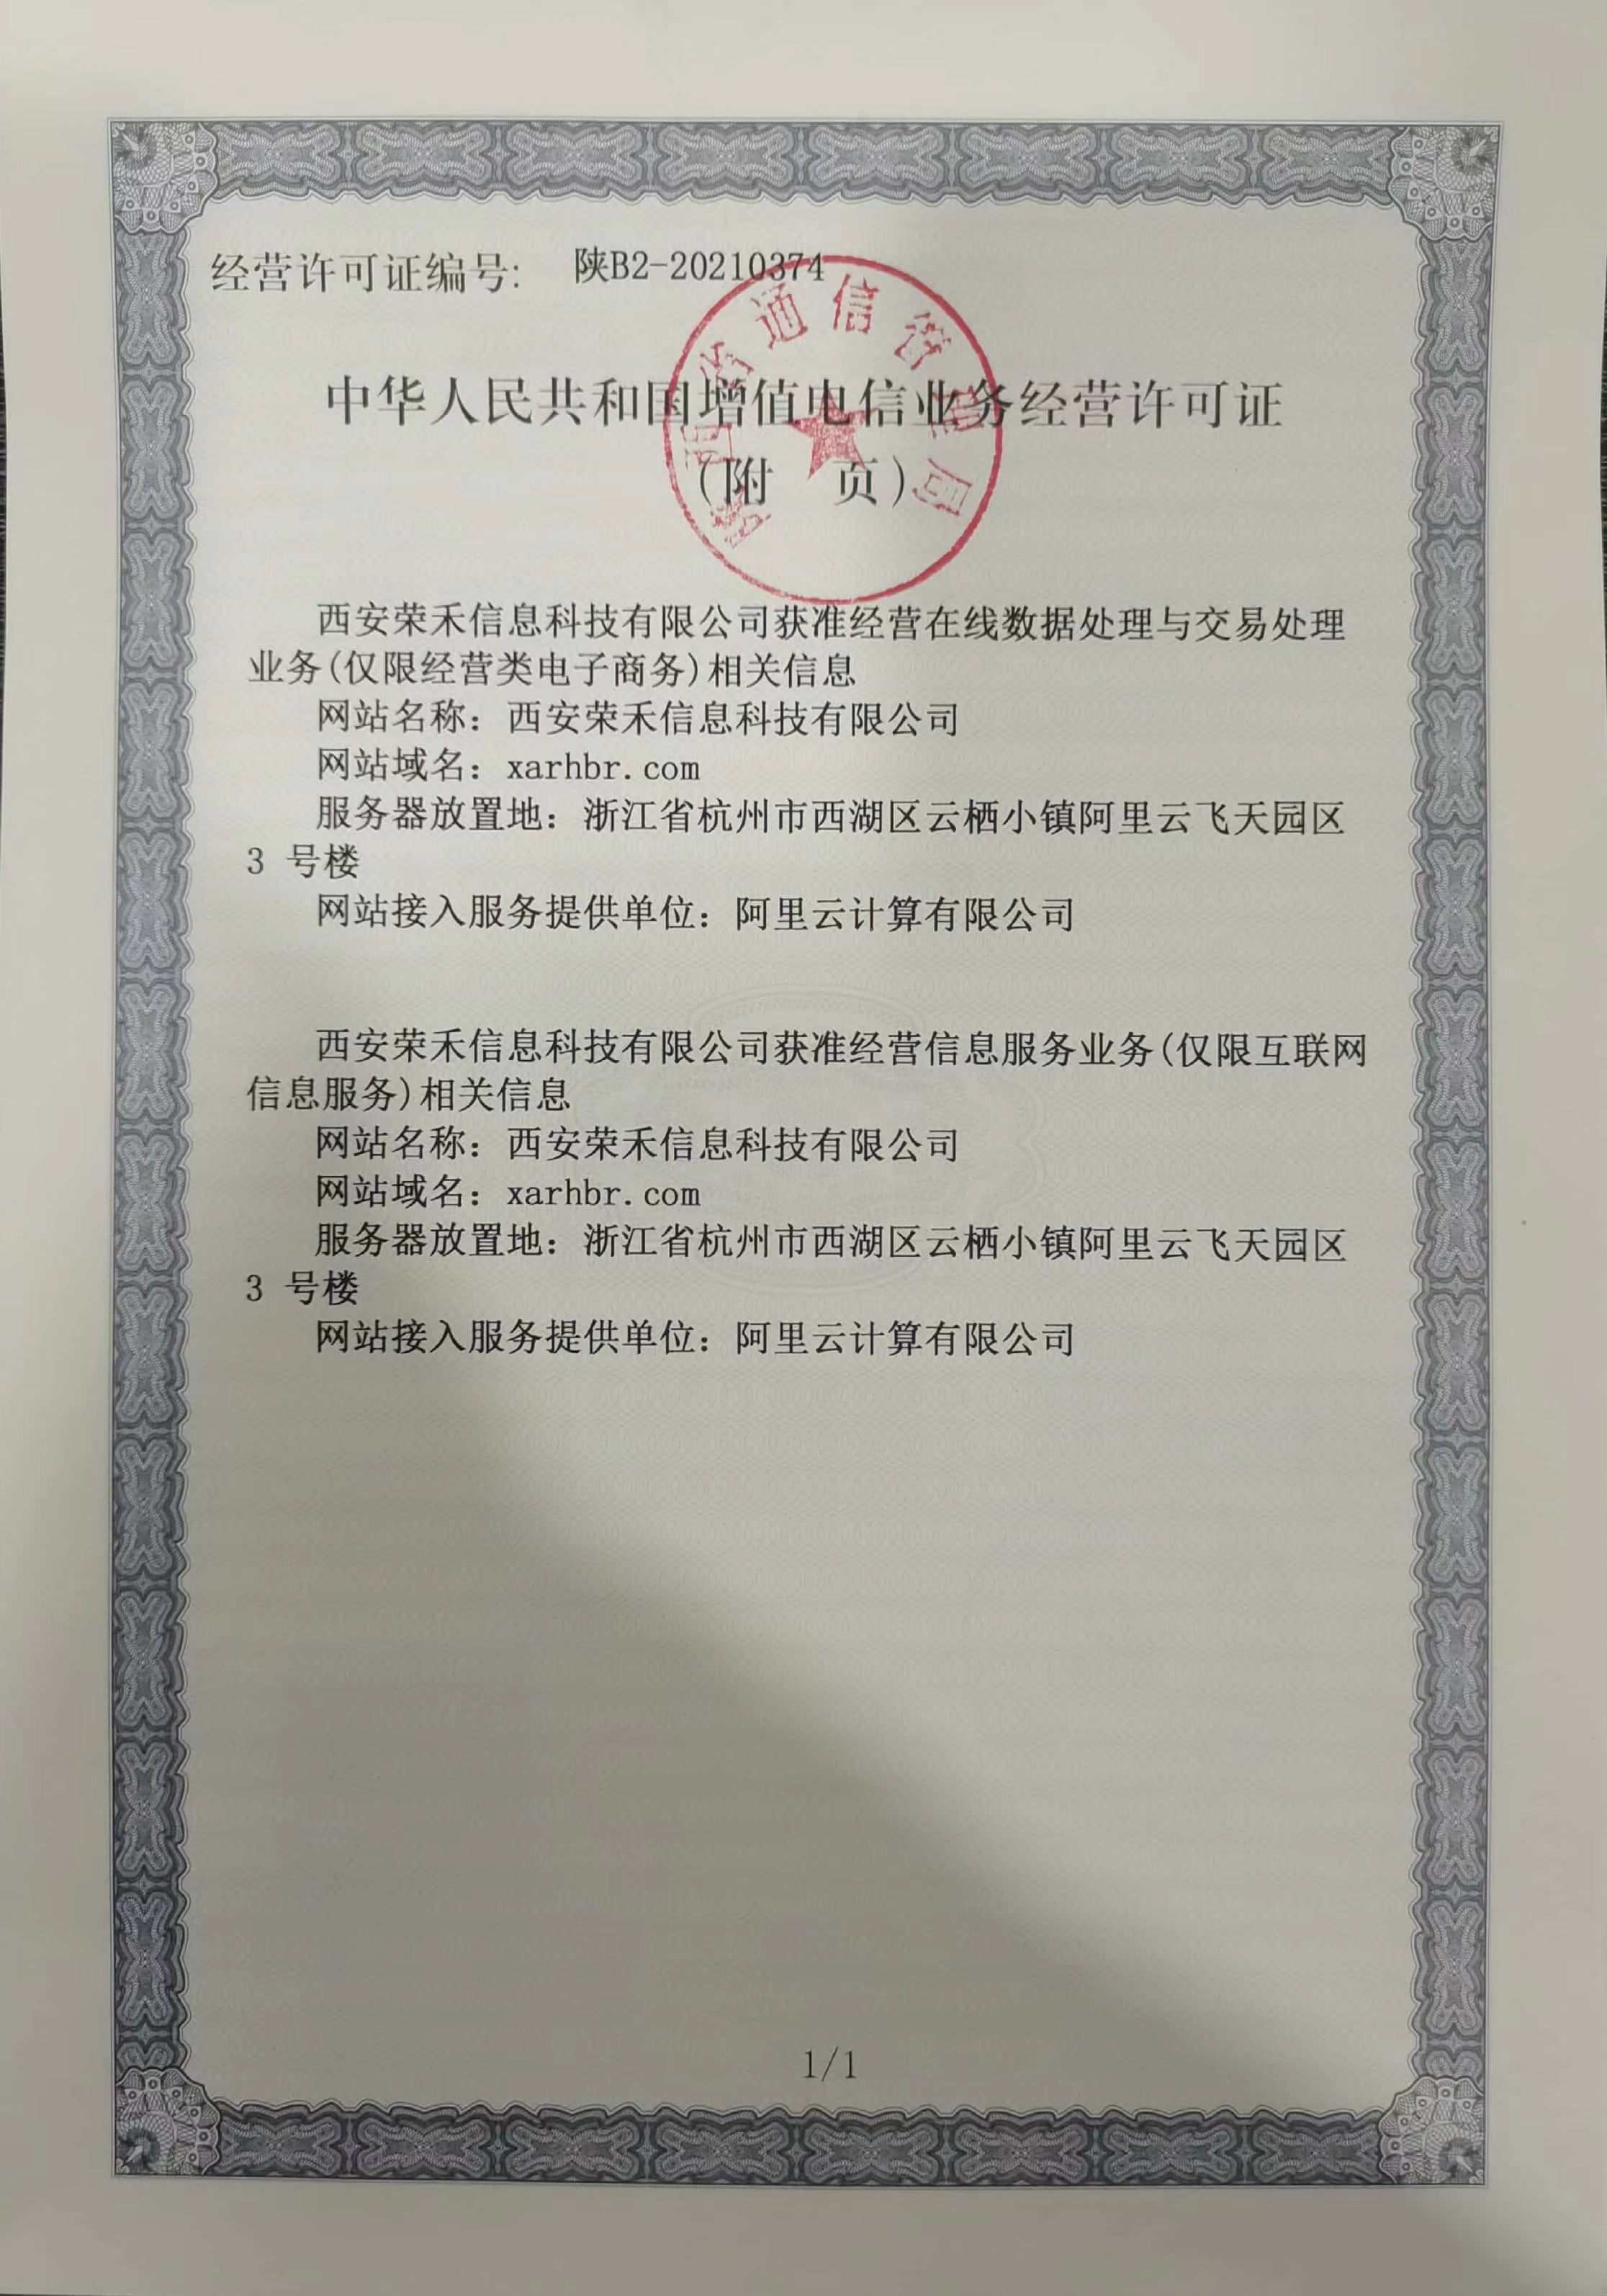 经营许可证编号: 陕B2-20210374
陕西省通信管理局
中华人民共和国增值电信业务经营许可证
(附 页)
西安荣禾信息科技有限公司获准经营在线数据处理与交易处理
业务(仅限经营类电子商务)相关信息
网站名称：西安荣禾信息科技有限公司
网站域名：xarhbr.com
服务器放置地：浙江省杭州市西湖区云栖小镇阿里云飞天园区
3 号楼
网站接入服务提供单位：阿里云计算有限公司
西安荣禾信息科技有限公司获准经营信息服务业务(仅限互联网
信息服务)相关信息
网站名称：西安荣禾信息科技有限公司
网站域名：xarhbr.com
服务器放置地：浙江省杭州市西湖区云栖小镇阿里云飞天园区
3 号楼
网站接入服务提供单位：阿里云计算有限公司
1/1